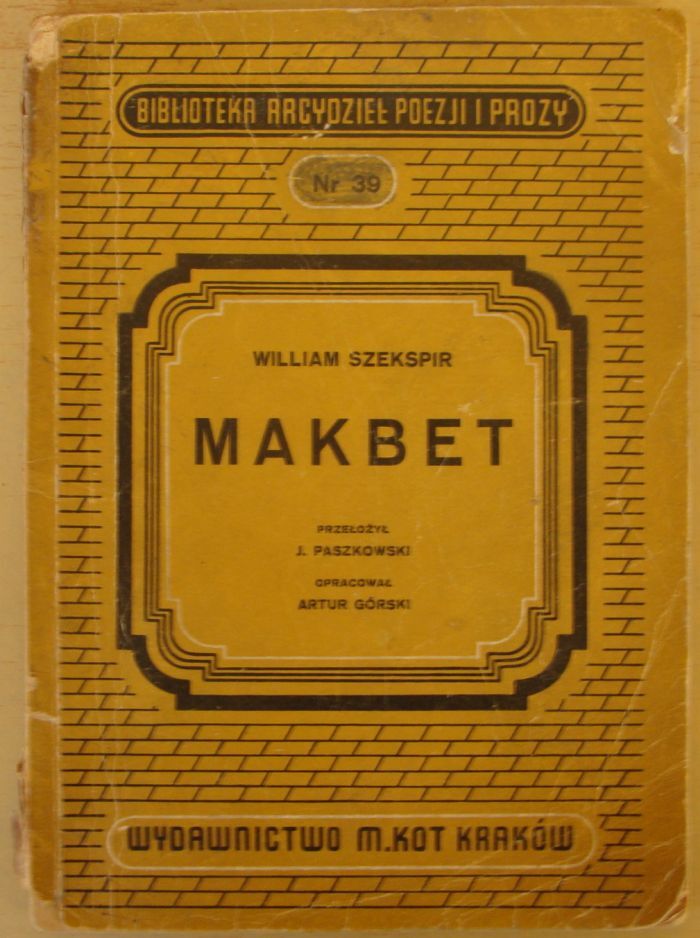 BIBLIOTEKA ARCYDZIEŁ POEZJI I PROZY
Nr 39
WILLIAM SZEKSPIR
MAKBET
PRZEŁOŻYŁ
J. PASZKOWSKI
OPRACOWAŁ
ARTUR GÓRSKI
WYDAWNICTWO M.KOT KRAKÓW